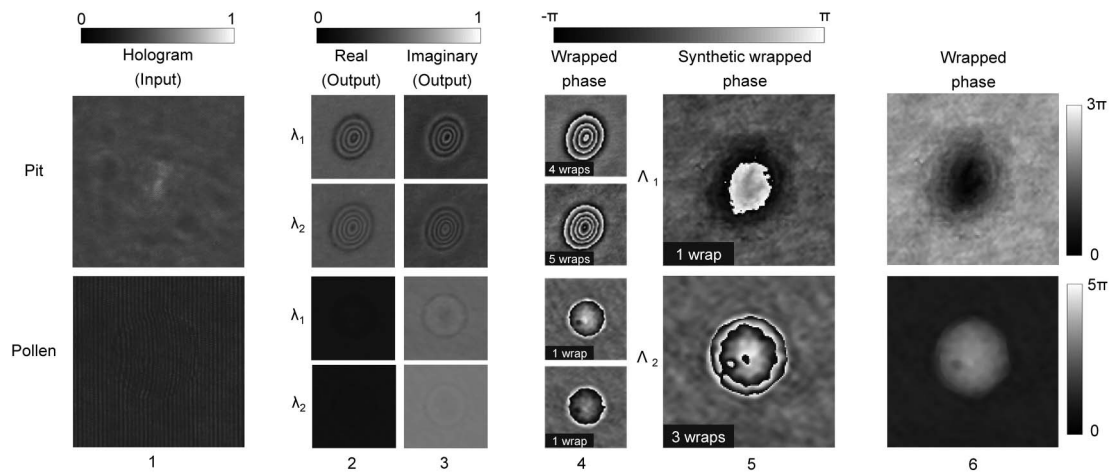 0 1
Hologram
(Input)
0 1
Real
(Output)
Imaginary
(Output)
-π π
Wrapped
phase
Synthetic wrapped
phase
Wrapped
phase
Pit
λ1
λ2
4 wraps
5 wraps
Λ 1
1 wrap
3π
0
Pollen
λ1
λ2
1 wrap
1 wrap
Λ 2
3 wraps
5π
0
1 2 3 4 5 6